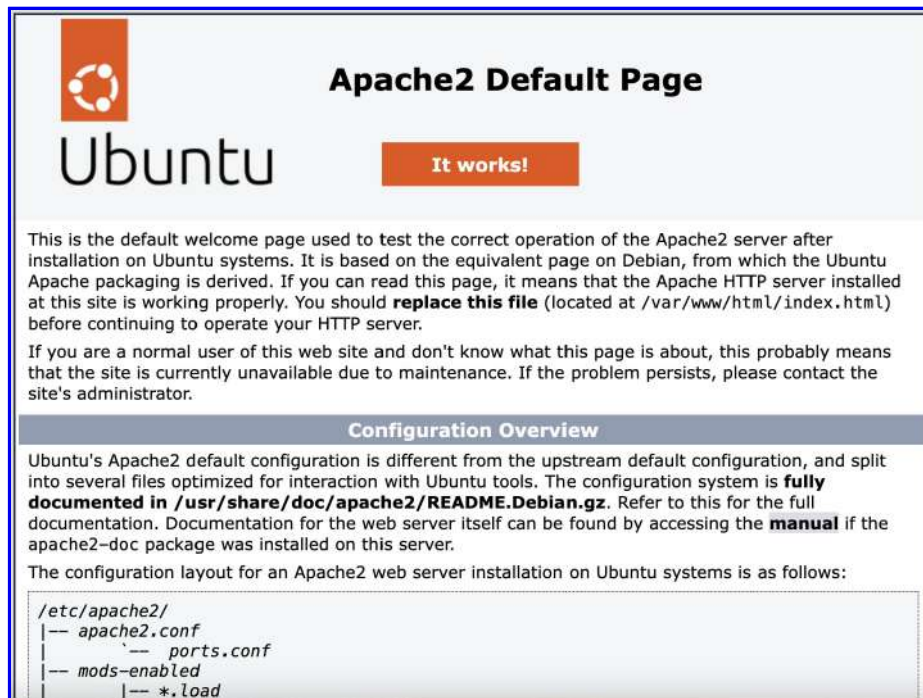 Apache2 Default Page
Ubuntu
It works!
This is the default welcome page used to test the correct operation of the Apache2 server after
installation on Ubuntu systems. It is based on the equivalent page on Debian, from which the Ubuntu
Apache packaging is derived. If you can read this page, it means that the Apache HTTP server installed
at this site is working properly. You should replace this file (located at /var/www/html/index.html)
before continuing to operate your HTTP server.
If you are a normal user of this web site and don't know what this page is about, this probably means
that the site is currently unavailable due to maintenance. If the problem persists, please contact the
site's administrator.
Configuration Overview
Ubuntu's Apache2 default configuration is different from the upstream default configuration, and split
into several files optimized for interaction with Ubuntu tools. The configuration system is fully
documented in /usr/share/doc/apache2/README.Debian.gz. Refer to this for the full
documentation. Documentation for the web server itself can be found by accessing the manual if the
apache2-doc package was installed on this server.
The configuration layout for an Apache2 web server installation on Ubuntu systems is as follows:
/etc/apache2/
|-- apache2.conf
|       `--  ports.conf
|-- mods-enabled
|       |-- *.load